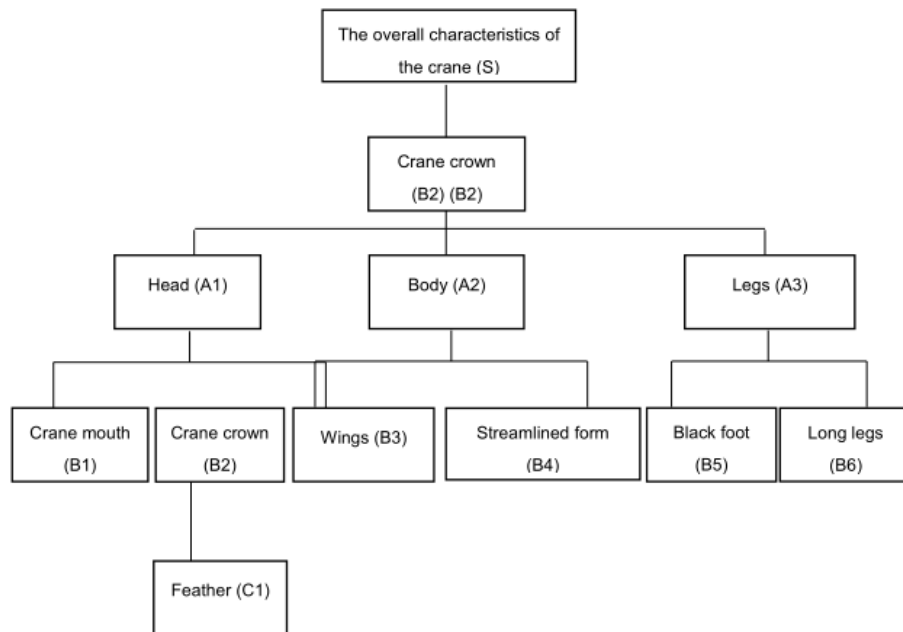 The overall characteristics of
the crane (S)
Crane crown
(B2) (B2)
Head (A1)
Body (A2)
Legs (A3)
Crane mouth
(B1)
Crane crown
(B2)
Wings (B3)
Streamlined form
(B4)
Black foot
(B5)
Long legs
(B6)
Feather (C1)